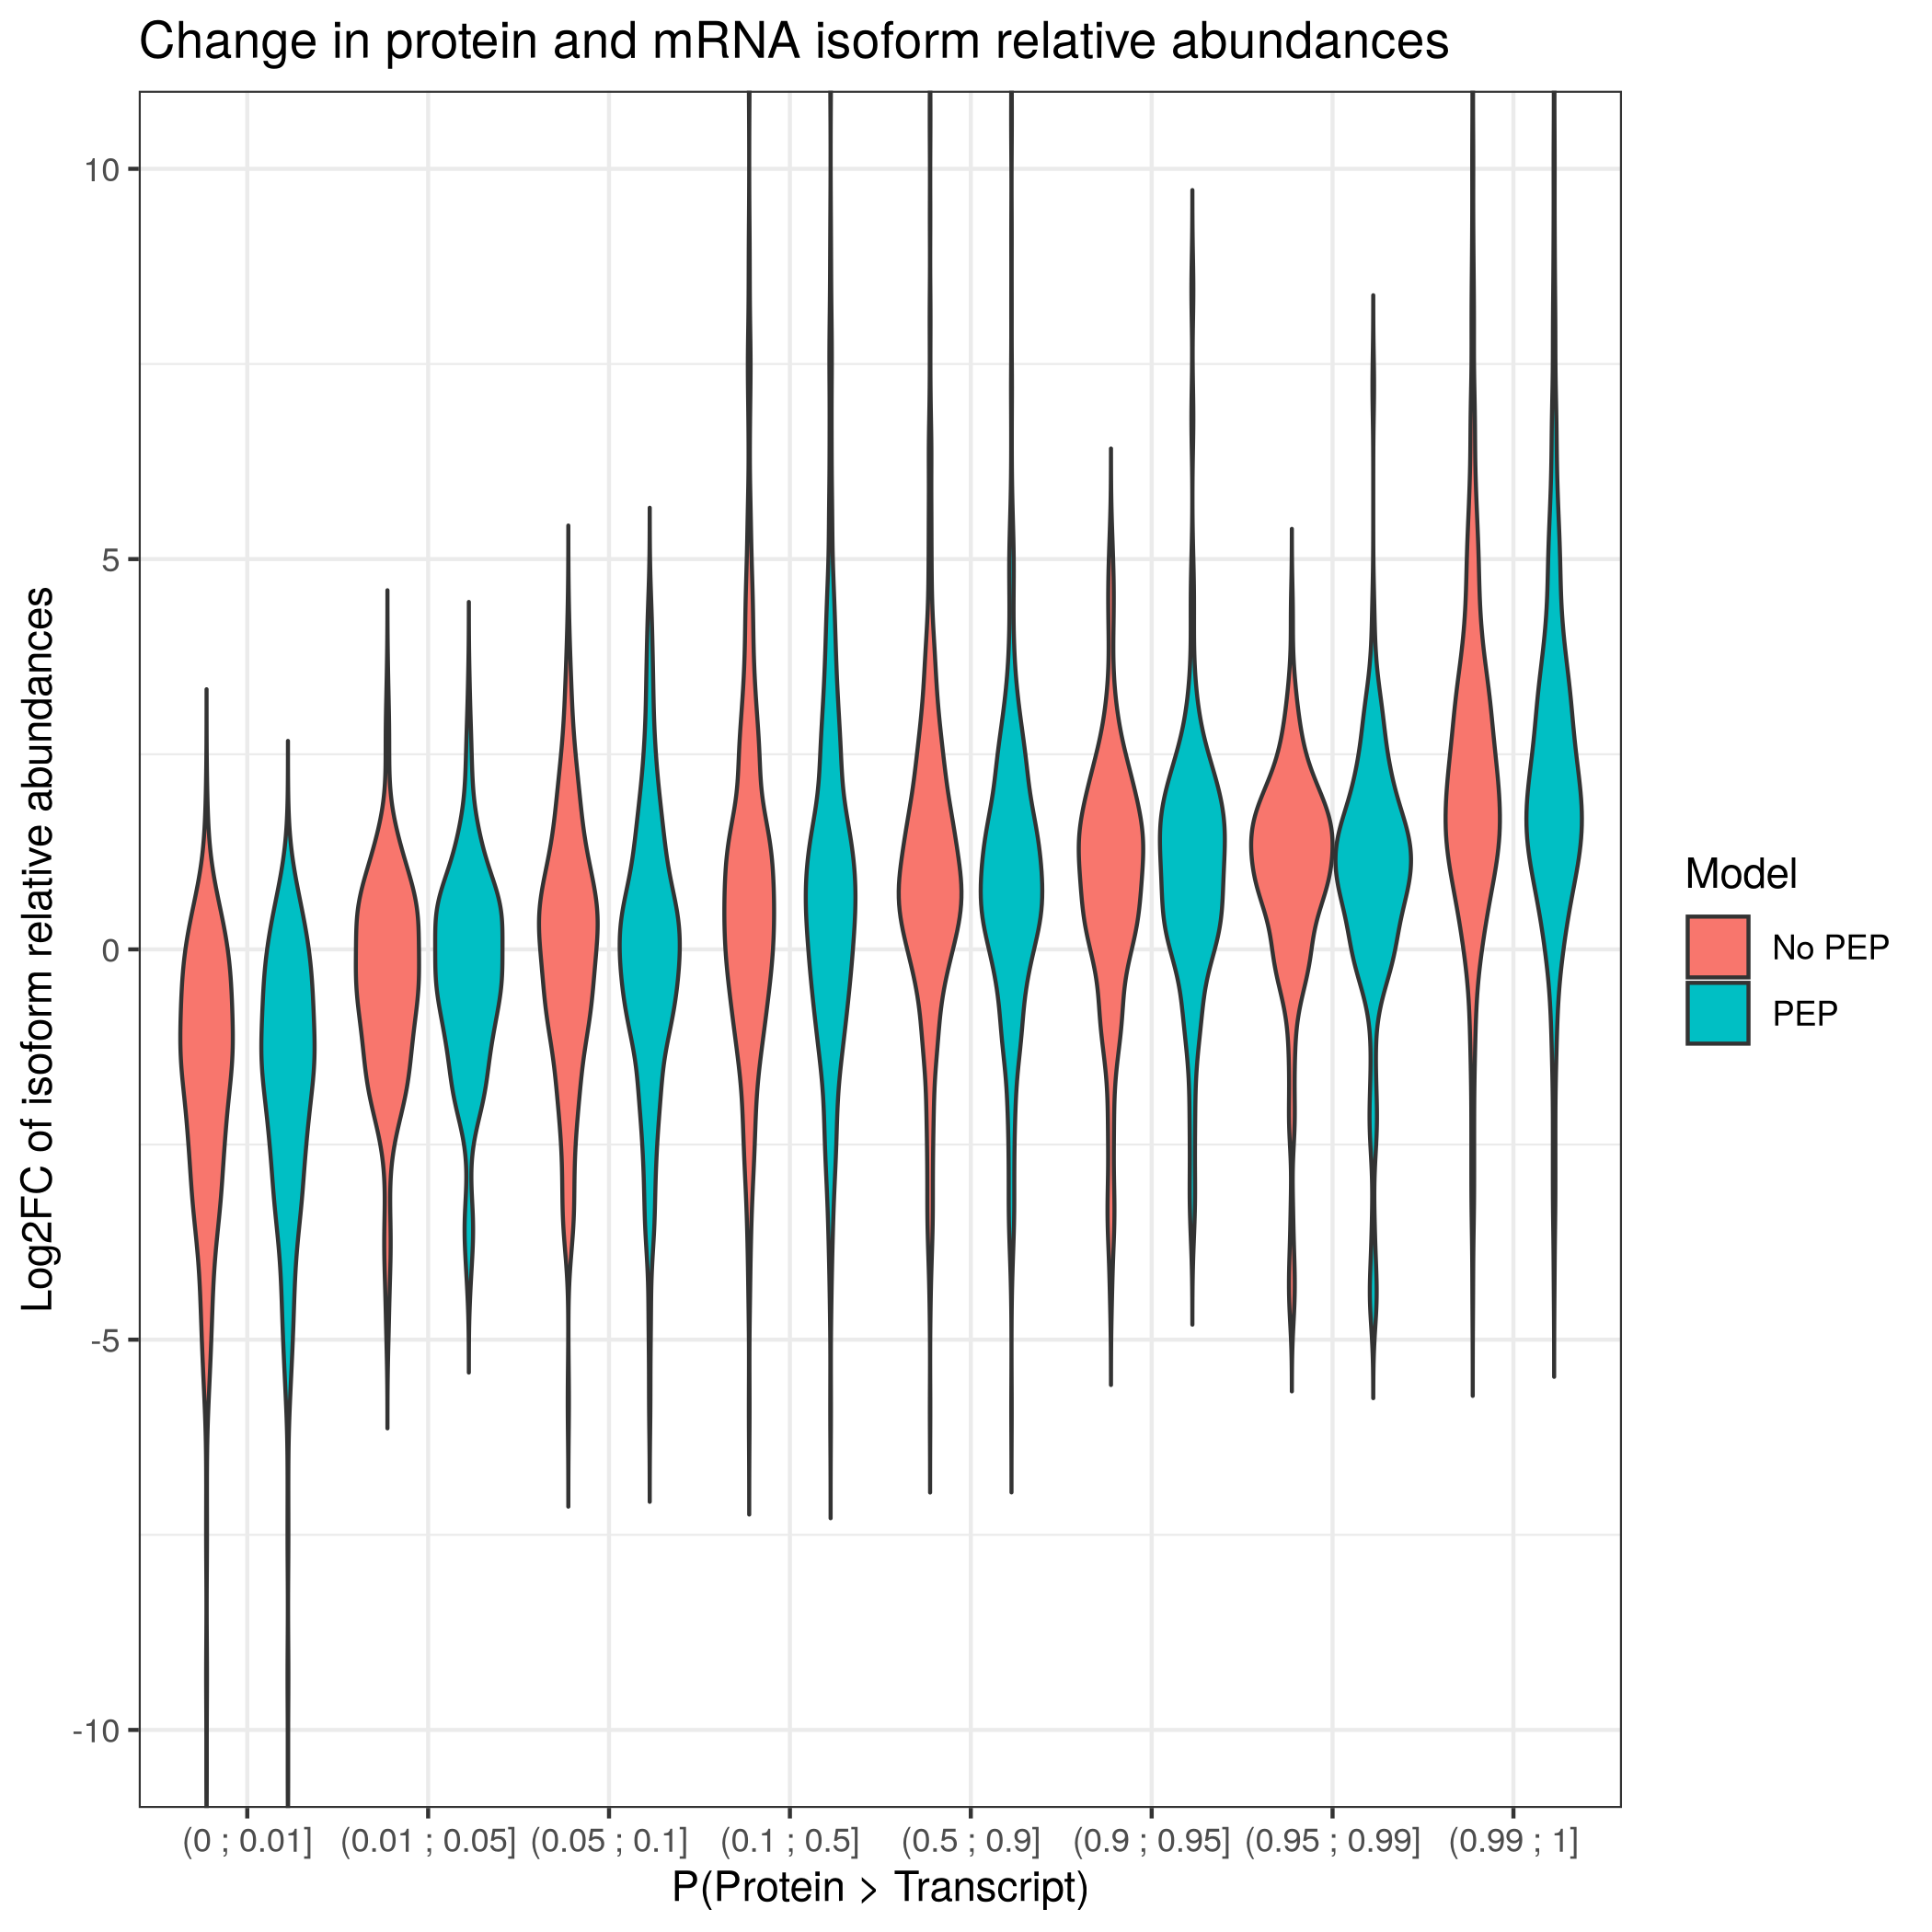 Change in protein and mRNA isoform relative abundances
Log2FC of isoform relative abundances
10
5
0
-5
-10
(0 ; 0.01] (0.01 ; 0.05] (0.05 ; 0.1] (0.1 ; 0.5] (0.5 ; 0.9] (0.9 ; 0.95] (0.95 ; 0.99] (0.99 ; 1]
P(Protein > Transcript)
Model
No PEP
PEP